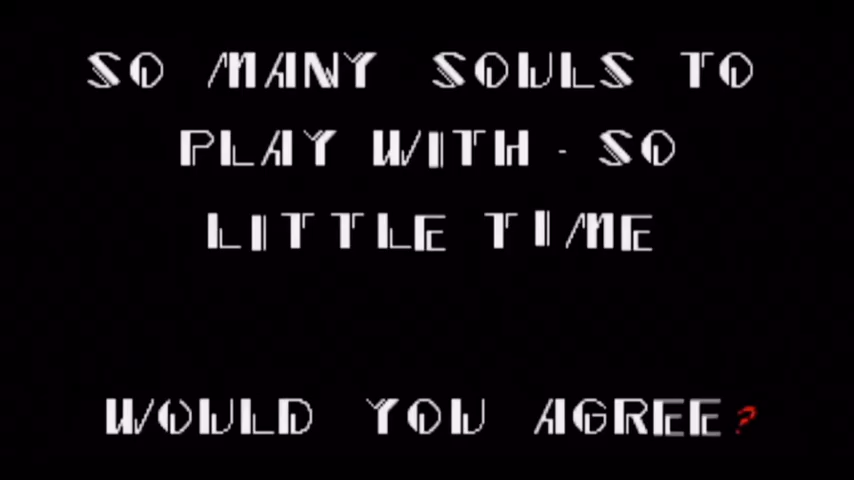 SO MANY SOULS TO
PLAY WITH - SO
LITTLE TIME
WOULD YOU AGREE?